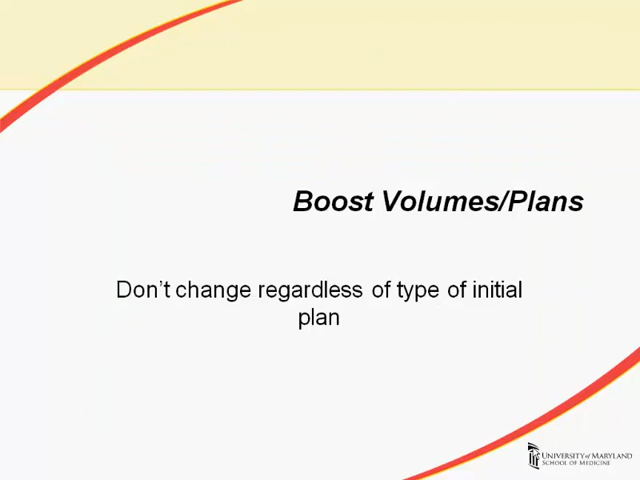 Boost Volumes/Plans
Don't change regardless of type of initial
plan
UNIVERSITY of MARYLAND
SCHOOL OF MEDICINE